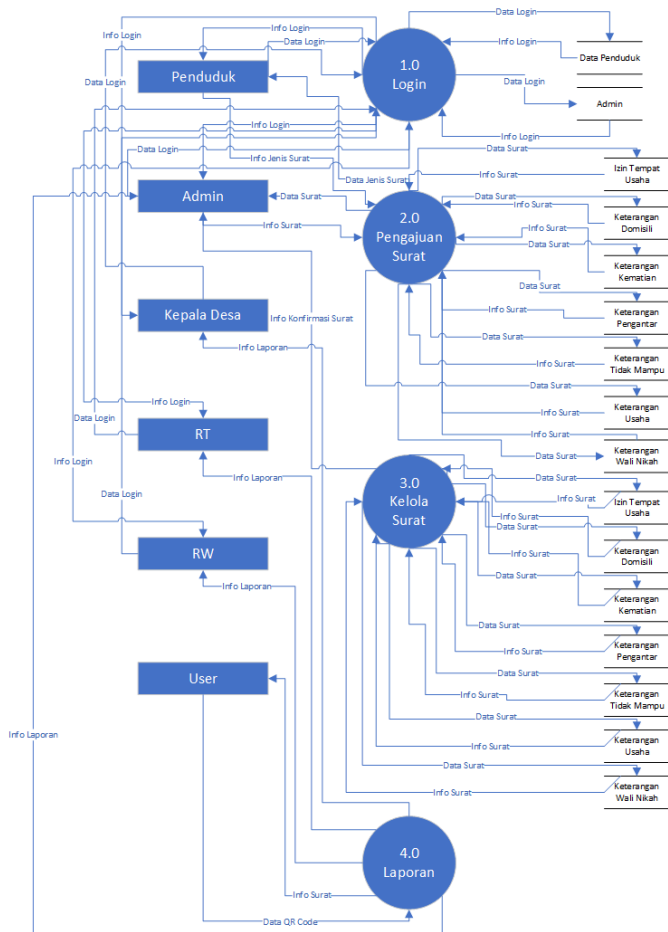 Data Login
Info Login
Info Login
Info Login
Data Login
1.0
Login
Data Penduduk
Penduduk
Data Login
Data Login
Admin
Info Login
Info Login
Data Login
Data Surat
Info Jenis Surat
Izin Tempat
Usaha
Info Surat
Data Jenis Surat
Admin
Data Surat
Data Surat
Info Surat
Keterangan
Domisili
2.0
Pengajuan
Surat
Info Surat
Info Surat
Data Surat
Keterangan
Kematian
Data Surat
Kepala Desa
Info Konfirmasi Surat
Info Surat
Keterangan
Pengantar
Data Surat
Info Laporan
Info Surat
Keterangan
Tidak Mampu
Data Surat
Info Login
Info Surat
Keterangan
Usaha
Data Login
RT
Info Surat
Data Surat
Keterangan
Wali Nikah
Info Login
Info Laporan
Data Surat
3.0
Kelola
Surat
Data Login
Info Surat
Izin Tempat
Usaha
Info Surat
Data Surat
RW
Info Surat
Keterangan
Domisili
Data Surat
Info Laporan
Keterangan
Kematian
Data Surat
Info Surat
Keterangan
Pengantar
Data Surat
User
Info Surat
Keterangan
Tidak Mampu
Data Surat
Info Laporan
Info Surat
Keterangan
Usaha
Data Surat
Info Surat
Keterangan
Wali Nikah
4.0
Laporan
Info Surat
Data QR Code